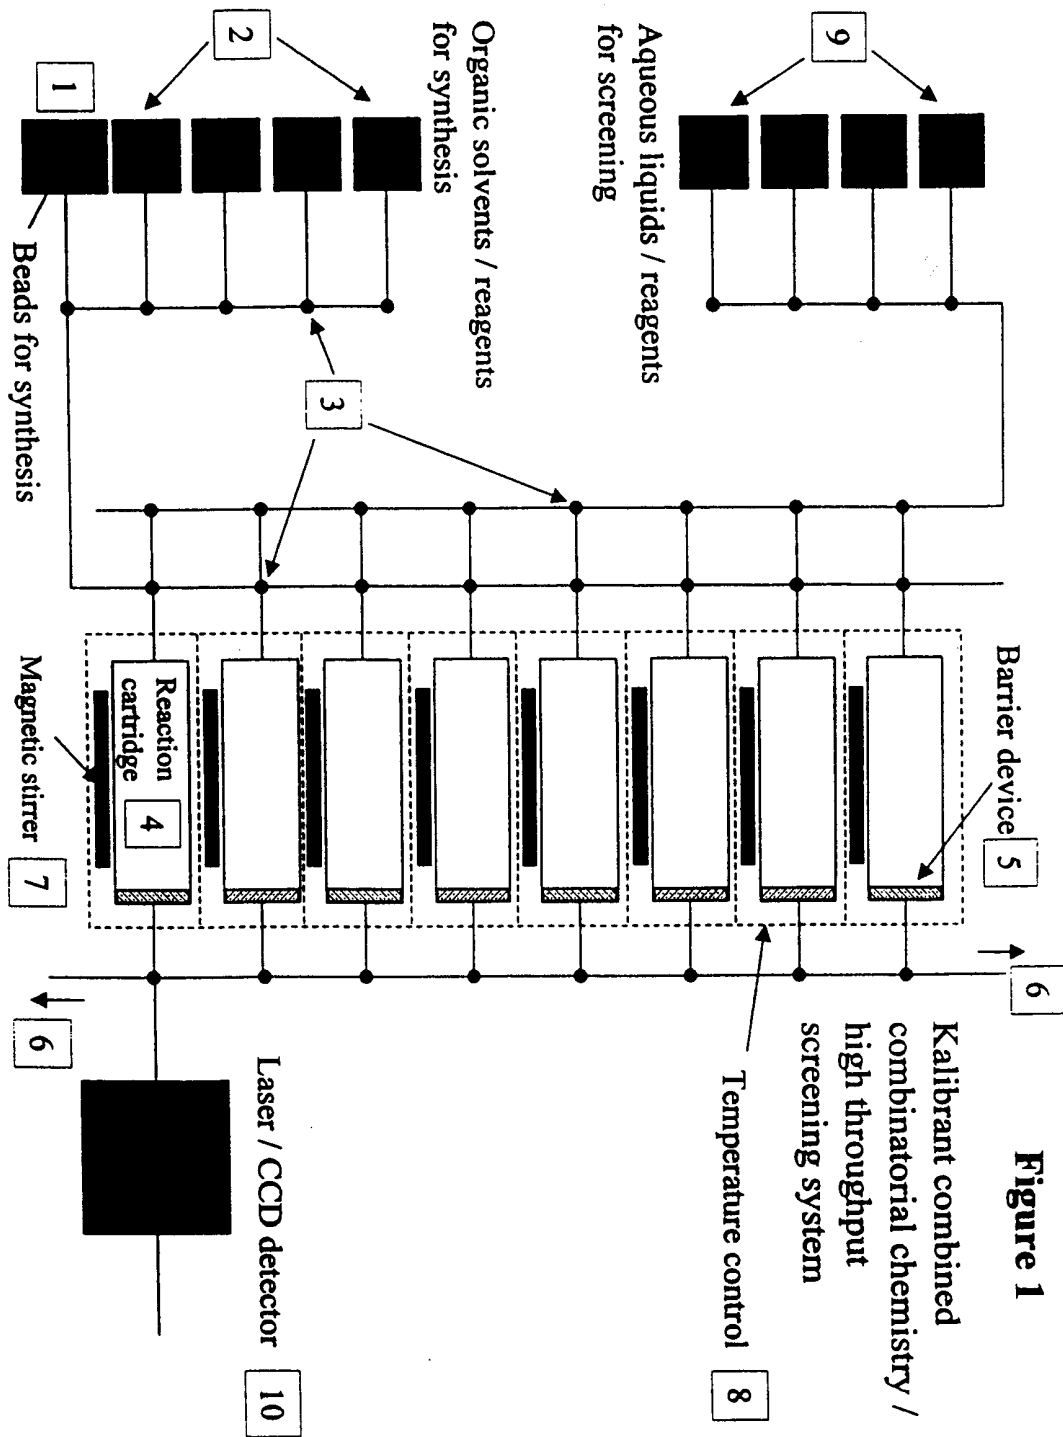 Figure 1
Kalibrant combined
combinatorial chemistry /
high throughput
screening system
9
Aqueous liquids / reagents
for screening
2
Organic solvents / reagents
for synthesis
1
Beads for synthesis
3
Barrier device
5
6
Temperature control
8
Reaction
cartridge
4
Magnetic stirrer
7
6
Laser / CCD detector
10